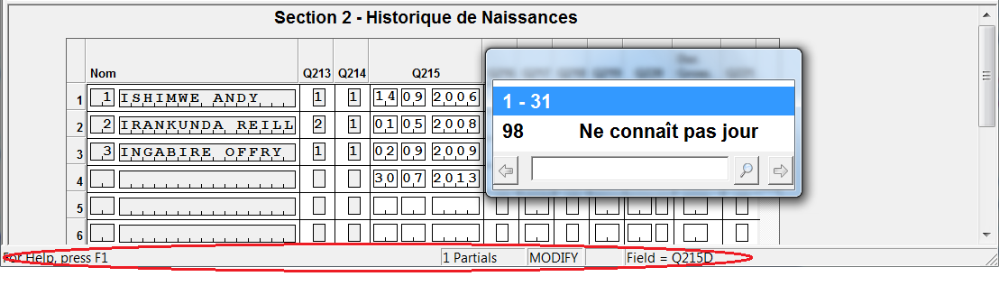 Section 2 - Historique de Naissances
Nom Q213 Q214 Q215
1 1 ISHIMWE ANDY 1 1 14 09 2006
2 2 IRANKUNDA REILL 2 1 01 05 2008
3 3 INGABIRE OFFRY 1 1 02 09 2009
4 30 07 2013
5
6
1 - 31
98 Ne connaît pas jour
For Help, press F1 1 Partials MODIFY Field = Q215D